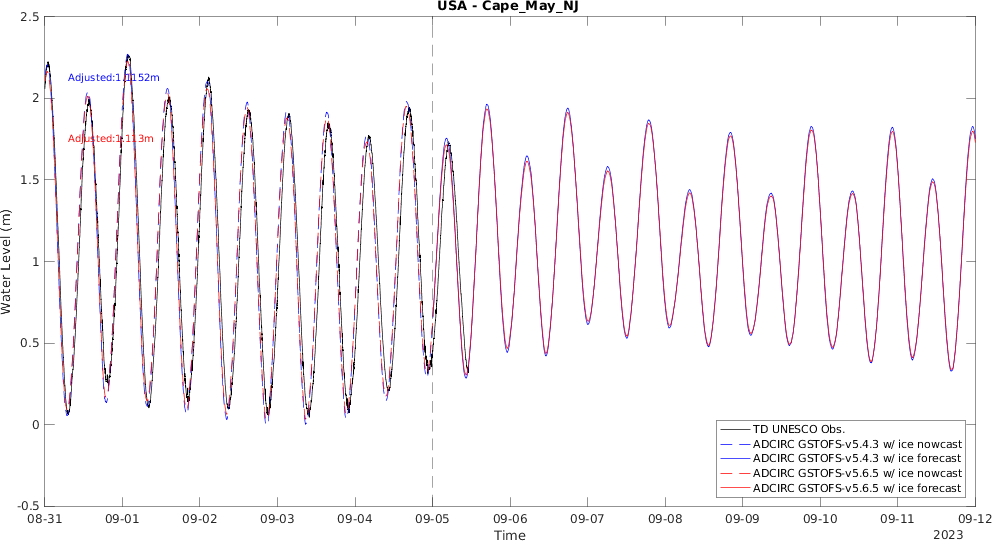 USA - Cape_May_NJ
2.5
2
1.5
1
0.5
0
-0.5
Water Level (m)
Adjusted:1.1152m
Adjusted:1.113m
TD UNESCO Obs.
ADCIRC GSTOFS-v5.4.3 w/ ice nowcast
ADCIRC GSTOFS-v5.4.3 w/ ice forecast
ADCIRC GSTOFS-v5.6.5 w/ ice nowcast
ADCIRC GSTOFS-v5.6.5 w/ ice forecast
08-31 09-01 09-02 09-03 09-04 09-05 09-06 09-07 09-08 09-09 09-10 09-11 09-12
Time
2023